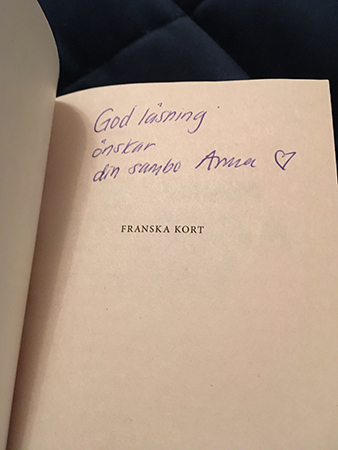 God läsning
önskar
din sambo Anna ♡
FRANSKA KORT